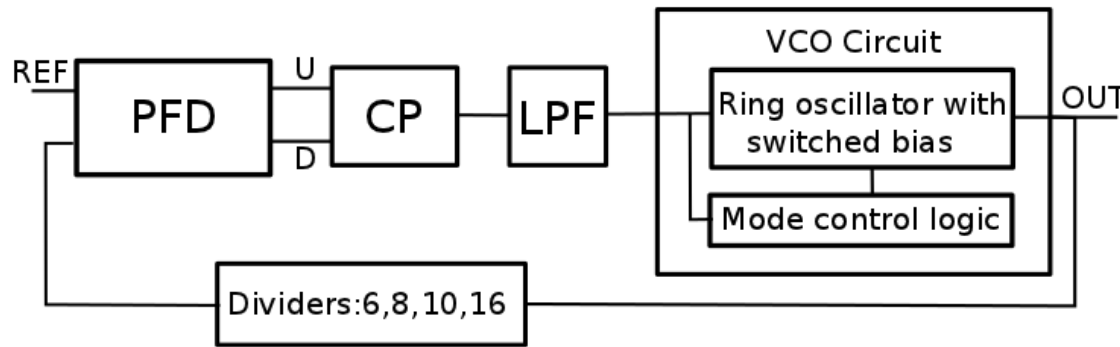 VCO Circuit
REF
U
PFD
CP
LPF
Ring oscillator with
switched bias
OUT
D
Mode control logic
Dividers:6,8,10,16